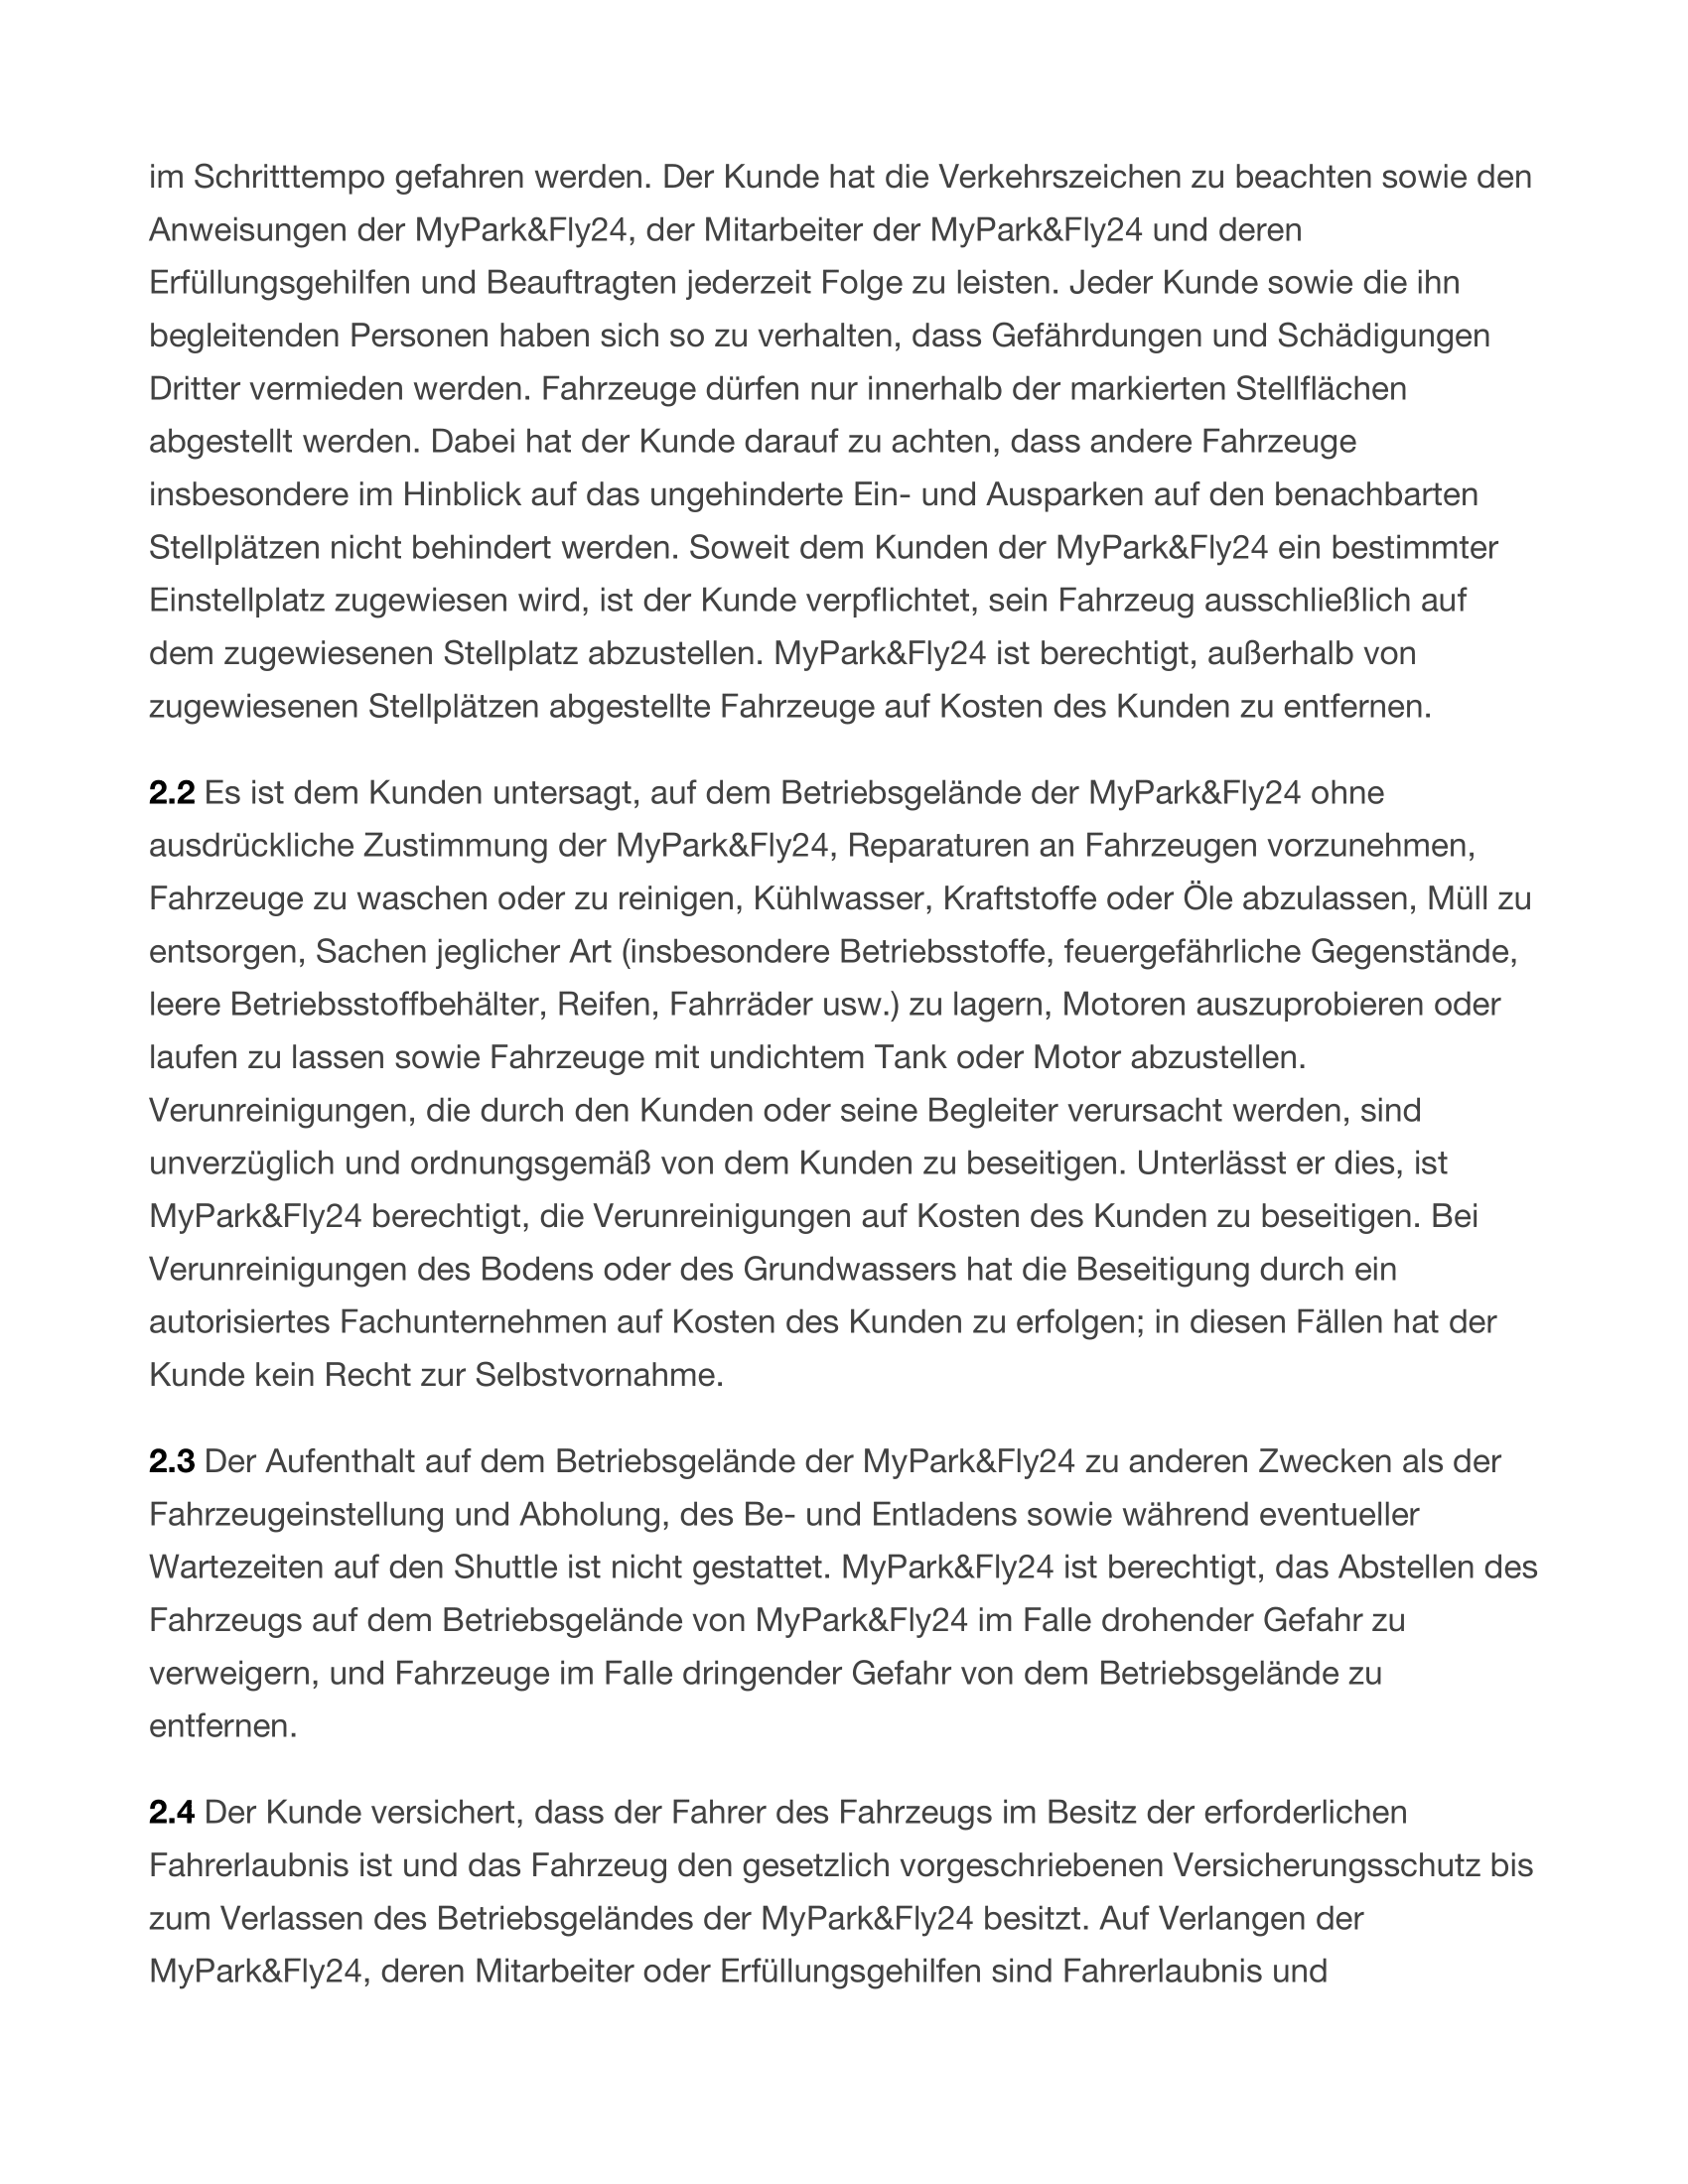 im Schritttempo gefahren werden. Der Kunde hat die Verkehrszeichen zu beachten sowie den
Anweisungen der MyPark&Fly24, der Mitarbeiter der MyPark&Fly24 und deren
Erfüllungsgehilfen und Beauftragten jederzeit Folge zu leisten. Jeder Kunde sowie die ihn
begleitenden Personen haben sich so zu verhalten, dass Gefährdungen und Schädigungen
Dritter vermieden werden. Fahrzeuge dürfen nur innerhalb der markierten Stellflächen
abgestellt werden. Dabei hat der Kunde darauf zu achten, dass andere Fahrzeuge
insbesondere im Hinblick auf das ungehinderte Ein- und Ausparken auf den benachbarten
Stellplätzen nicht behindert werden. Soweit dem Kunden der MyPark&Fly24 ein bestimmter
Einstellplatz zugewiesen wird, ist der Kunde verpflichtet, sein Fahrzeug ausschließlich auf
dem zugewiesenen Stellplatz abzustellen. MyPark&Fly24 ist berechtigt, außerhalb von
zugewiesenen Stellplätzen abgestellte Fahrzeuge auf Kosten des Kunden zu entfernen.
2.2 Es ist dem Kunden untersagt, auf dem Betriebsgelände der MyPark&Fly24 ohne
ausdrückliche Zustimmung der MyPark&Fly24, Reparaturen an Fahrzeugen vorzunehmen,
Fahrzeuge zu waschen oder zu reinigen, Kühlwasser, Kraftstoffe oder Öle abzulassen, Müll zu
entsorgen, Sachen jeglicher Art (insbesondere Betriebsstoffe, feuergefährliche Gegenstände,
leere Betriebsstoffbehälter, Reifen, Fahrräder usw.) zu lagern, Motoren auszuprobieren oder
laufen zu lassen sowie Fahrzeuge mit undichtem Tank oder Motor abzustellen.
Verunreinigungen, die durch den Kunden oder seine Begleiter verursacht werden, sind
unverzüglich und ordnungsgemäß von dem Kunden zu beseitigen. Unterlässt er dies, ist
MyPark&Fly24 berechtigt, die Verunreinigungen auf Kosten des Kunden zu beseitigen. Bei
Verunreinigungen des Bodens oder des Grundwassers hat die Beseitigung durch ein
autorisiertes Fachunternehmen auf Kosten des Kunden zu erfolgen; in diesen Fällen hat der
Kunde kein Recht zur Selbstvornahme.
2.3 Der Aufenthalt auf dem Betriebsgelände der MyPark&Fly24 zu anderen Zwecken als der
Fahrzeugeinstellung und Abholung, des Be- und Entladens sowie während eventueller
Wartezeiten auf den Shuttle ist nicht gestattet. MyPark&Fly24 ist berechtigt, das Abstellen des
Fahrzeugs auf dem Betriebsgelände von MyPark&Fly24 im Falle drohender Gefahr zu
verweigern, und Fahrzeuge im Falle dringender Gefahr von dem Betriebsgelände zu
entfernen.
2.4 Der Kunde versichert, dass der Fahrer des Fahrzeugs im Besitz der erforderlichen
Fahrerlaubnis ist und das Fahrzeug den gesetzlich vorgeschriebenen Versicherungsschutz bis
zum Verlassen des Betriebsgeländes der MyPark&Fly24 besitzt. Auf Verlangen der
MyPark&Fly24, deren Mitarbeiter oder Erfüllungsgehilfen sind Fahrerlaubnis und